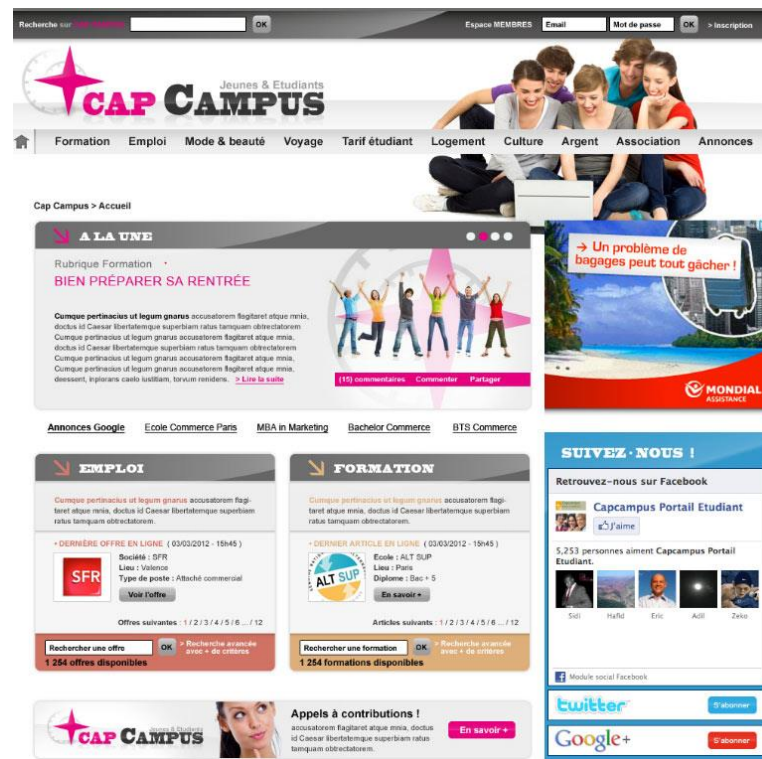 Recherche sur
OK
Espace MEMBRES
Email
Mot de passe
OK
> Inscription
Jeunes & Etudiants
CAP CAMPUS
Formation
Emploi
Mode & beauté
Voyage
Tarif étudiant
Logement
Culture
Argent
Association
Annonces
Cap Campus > Accueil
A LA UNE
Rubrique Formation
BIEN PRÉPARER SA RENTRÉE
Cumque pertinacius ut legum gnarus accusatorem flagitaret atque mnia,
doctus id Caesar libertatemque superbiam ratus tamquam obtrectatorem
Cumque pertinacius ut legum gnarus accusatorem flagitaret atque mnia,
doctus id Caesar libertatemque superbiam ratus tamquam obtrectatorem
Cumque pertinacius ut legum gnarus accusatorem flagitaret atque mnia,
Cumque pertinacius ut legum gnarus accusatorem flagitaret atque mnia,
deessent, inplorans caelo iustitiam, torvum renidens. > Lire la suite
(15) commentaires Commenter Partager
→ Un problème de
bagages peut tout gâcher !
MONDIAL
ASSISTANCE
Annonces Google
Ecole Commerce Paris
MBA in Marketing
Bachelor Commerce
BTS Commerce
EMPLOI
Cumque pertinacius ut legum gnarus accusatorem flagi-
taret atque mnia, doctus id Caesar libertatemque superbiam
ratus tamquam obtrectatorem.
• DERNIÈRE OFFRE EN LIGNE ( 03/03/2012 - 15h45 )
SFR
Société : SFR
Lieu : Valence
Type de poste : Attaché commercial
Voir l'offre
Offres suivantes : 1 / 2 / 3 / 4 / 5 / 6 ... / 12
Rechercher une offre
OK
> Recherche avancée
avec + de critères
1 254 offres disponibles
FORMATION
Cumque pertinacius ut legum gnarus accusatorem flagi-
taret atque mnia, doctus id Caesar libertatemque superbiam
ratus tamquam obtrectatorem.
• DERNIER ARTICLE EN LIGNE ( 03/03/2012 - 15h45 )
ALT SUP
Ecole : ALT SUP
Lieu : Paris
Diplome : Bac + 5
En savoir +
Articles suivants : 1 / 2 / 3 / 4 / 5 / 6 ... / 12
Rechercher une formation
OK
> Recherche avancée
avec + de critères
1 254 formations disponibles
SUIVEZ-NOUS !
Retrouvez-nous sur Facebook
Capcampus Portail Etudiant
J'aime
5,253 personnes aiment Capcampus Portail
Etudiant.
Sidi
Hafid
Eric
Adil
Zeko
Module social Facebook
twitter
S'abonner
Google+
S'abonner
Jeunes & Etudiants
CAP CAMPUS
Appels à contributions !
accusatorem flagitaret atque mnia, doctus
id Caesar libertatemque superbiam ratus
tamquam obtrectatorem.
En savoir +